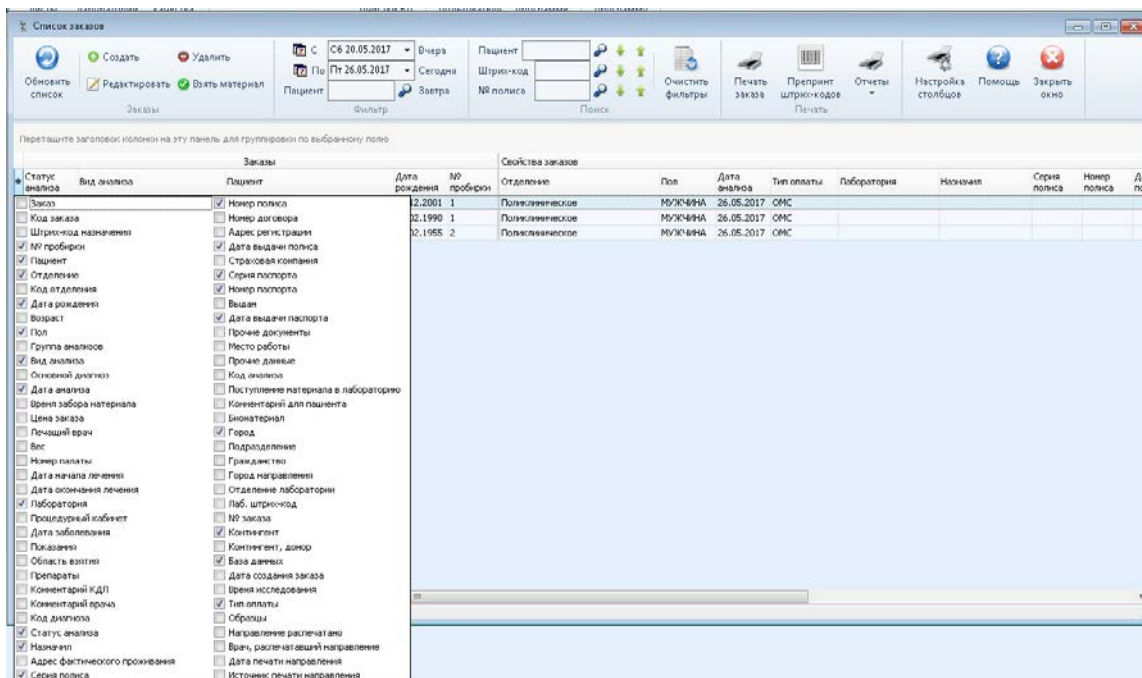 Список заказов
Обновить список
Создать
Удалить
Редактировать
Взять материал
Заказы
С Сб 20.05.2017 Вчера
По Пт 26.05.2017 Сегодня
Пациент Завтра
Фильтр
Пациент
Штрих-код
№ полиса
Поиск
Очистить фильтры
Печать заказа
Препринт штрих-кодов
Отчеты
Печать
Настройка столбцов
Помощь
Закрыть окно
Перетащите заголовок колонки на эту панель для группировки по выбранному полю
Заказы Свойства заказов
Статус анализа Вид анализа Пациент Дата рождения № пробирки Отделение Пол Дата анализа Тип оплаты Лаборатория Назначил Серия полиса Номер полиса
12.2001 1 Поликлиническое МУЖЧИНА 26.05.2017 ОМС
02.1990 1 Поликлиническое МУЖЧИНА 26.05.2017 ОМС
02.1955 2 Поликлиническое МУЖЧИНА 26.05.2017 ОМС
Заказ
Код заказа
Штрих-код назначения
№ пробирки
Пациент
Отделение
Код отделения
Дата рождения
Возраст
Пол
Группа анализов
Вид анализа
Основной диагноз
Дата анализа
Время забора материала
Цена заказа
Лечащий врач
Вес
Номер палаты
Дата начала лечения
Дата окончания лечения
Лаборатория
Процедурный кабинет
Дата заболевания
Показания
Область взятия
Препараты
Комментарий КДЛ
Комментарий врача
Код диагноза
Статус анализа
Назначил
Адрес фактического проживания
Серия полиса
Номер полиса
Номер договора
Адрес регистрации
Дата выдачи полиса
Страховая компания
Серия паспорта
Номер паспорта
Выдан
Дата выдачи паспорта
Прочие документы
Место работы
Прочие данные
Код анализа
Поступление материала в лабораторию
Комментарий для пациента
Биоматериал
Город
Подразделение
Гражданство
Город направления
Отделение лаборатории
Лаб. штрих-код
№ заказа
Контингент
Контингент, донор
База данных
Дата создания заказа
Время исследования
Тип оплаты
Образцы
Направление распечатано
Врач, распечатавший направление
Дата печати направления
Источник печати направления